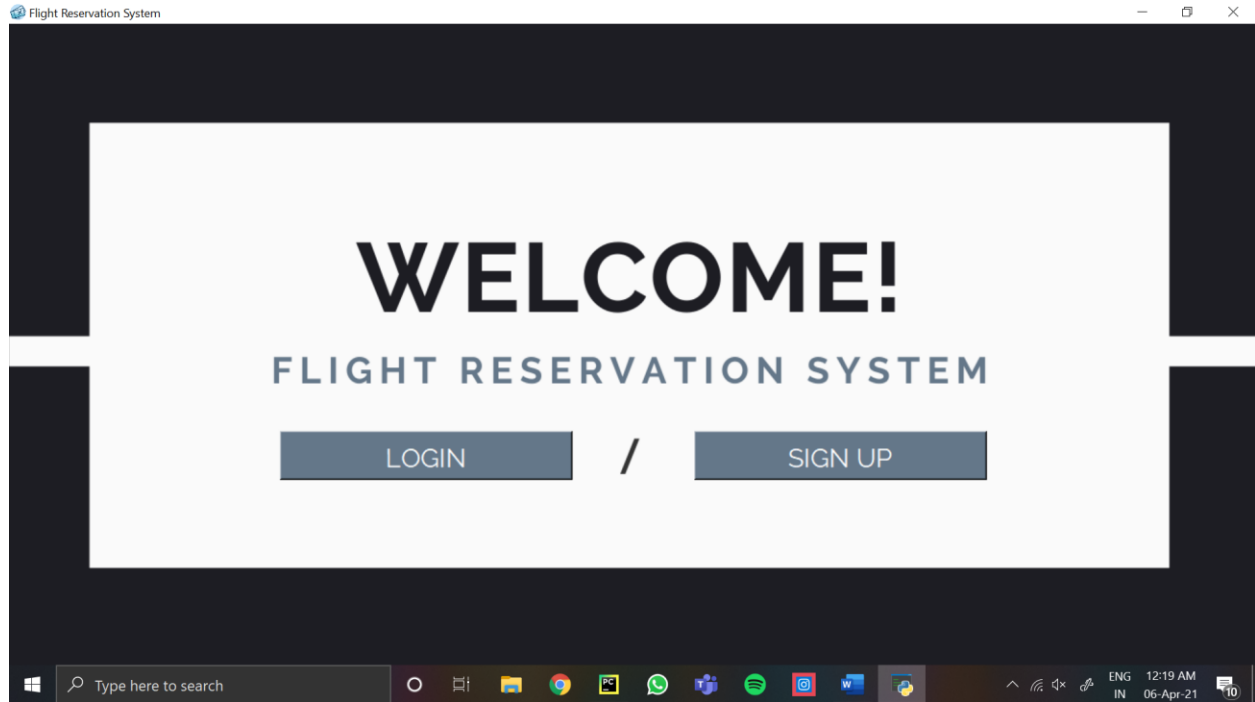 Flight Reservation System
WELCOME!
FLIGHT RESERVATION SYSTEM
LOGIN / SIGN UP
Type here to search
PC
W
ENG 12:19 AM
IN 06-Apr-21
10